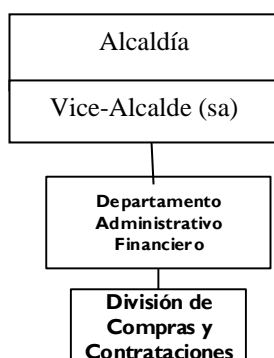 Alcaldía
Vice-Alcalde (sa)
Departamento
Administrativo
Financiero
División de
Compras y
Contrataciones